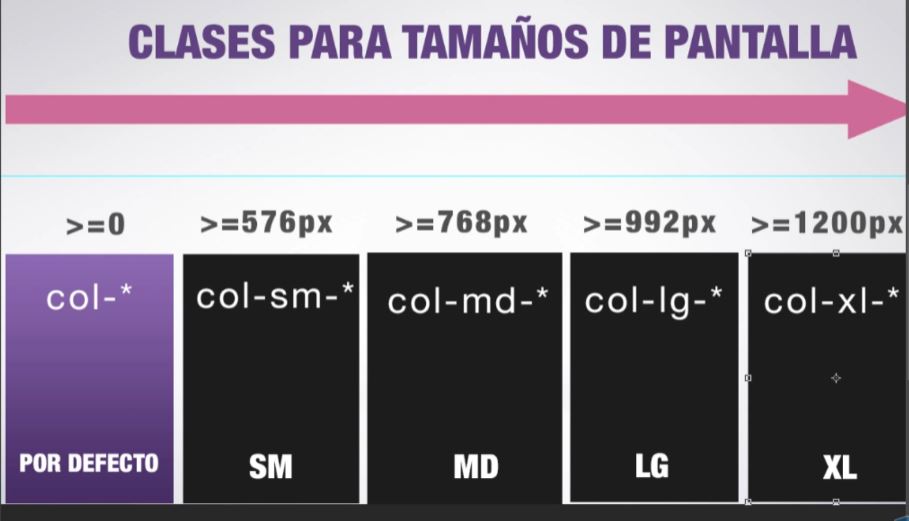 CLASES PARA TAMAÑOS DE PANTALLA
>=0 >=576px >=768px >=992px >=1200px
col-* col-sm-* col-md-* col-lg-* col-xl-*
POR DEFECTO SM MD LG XL